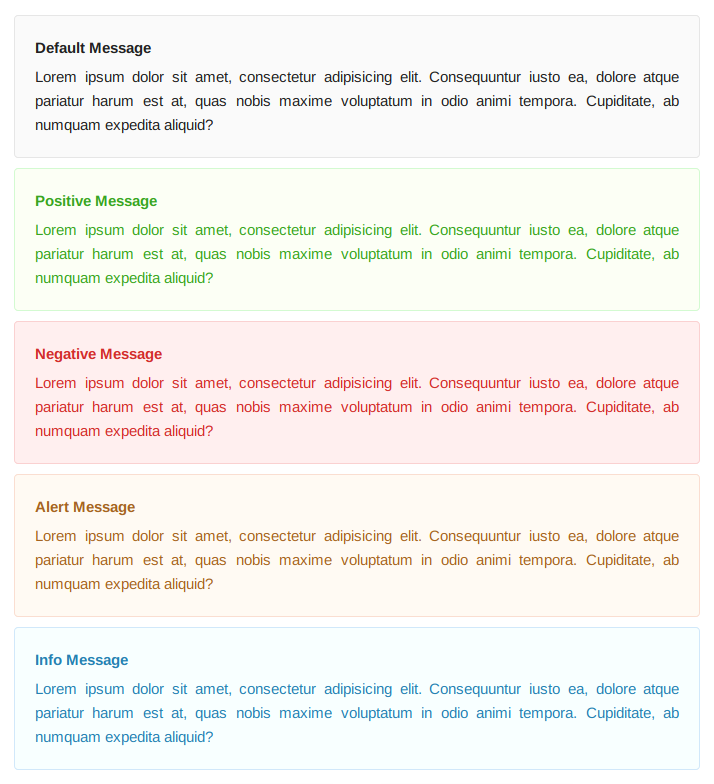 Default Message
Lorem ipsum dolor sit amet, consectetur adipisicing elit. Consequuntur iusto ea, dolore atque
pariatur harum est at, quas nobis maxime voluptatum in odio animi tempora. Cupiditate, ab
numquam expedita aliquid?
Positive Message
Lorem ipsum dolor sit amet, consectetur adipisicing elit. Consequuntur iusto ea, dolore atque
pariatur harum est at, quas nobis maxime voluptatum in odio animi tempora. Cupiditate, ab
numquam expedita aliquid?
Negative Message
Lorem ipsum dolor sit amet, consectetur adipisicing elit. Consequuntur iusto ea, dolore atque
pariatur harum est at, quas nobis maxime voluptatum in odio animi tempora. Cupiditate, ab
numquam expedita aliquid?
Alert Message
Lorem ipsum dolor sit amet, consectetur adipisicing elit. Consequuntur iusto ea, dolore atque
pariatur harum est at, quas nobis maxime voluptatum in odio animi tempora. Cupiditate, ab
numquam expedita aliquid?
Info Message
Lorem ipsum dolor sit amet, consectetur adipisicing elit. Consequuntur iusto ea, dolore atque
pariatur harum est at, quas nobis maxime voluptatum in odio animi tempora. Cupiditate, ab
numquam expedita aliquid?